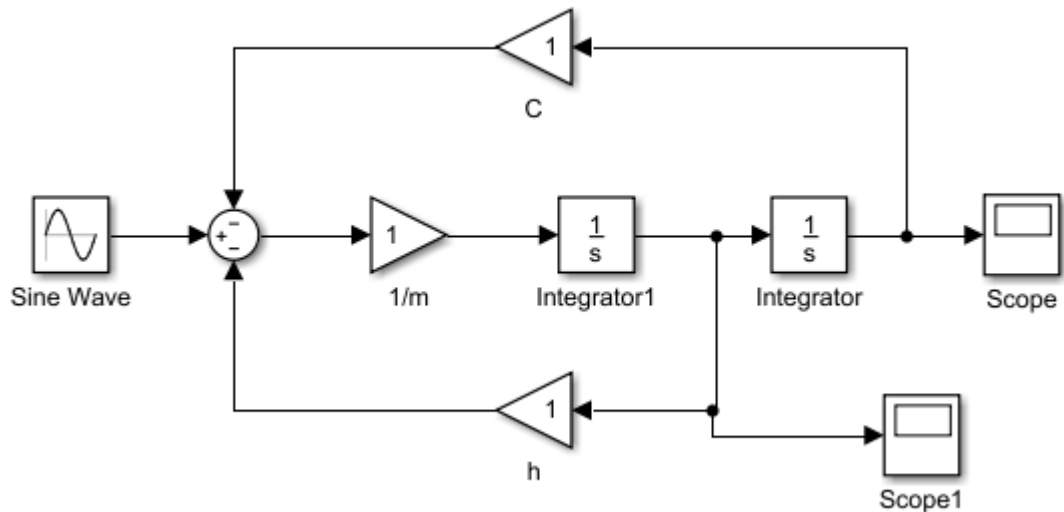 1
C
+
−
−
1
1
s
1
s
Sine Wave
1/m
Integrator1
Integrator
Scope
1
h
Scope1